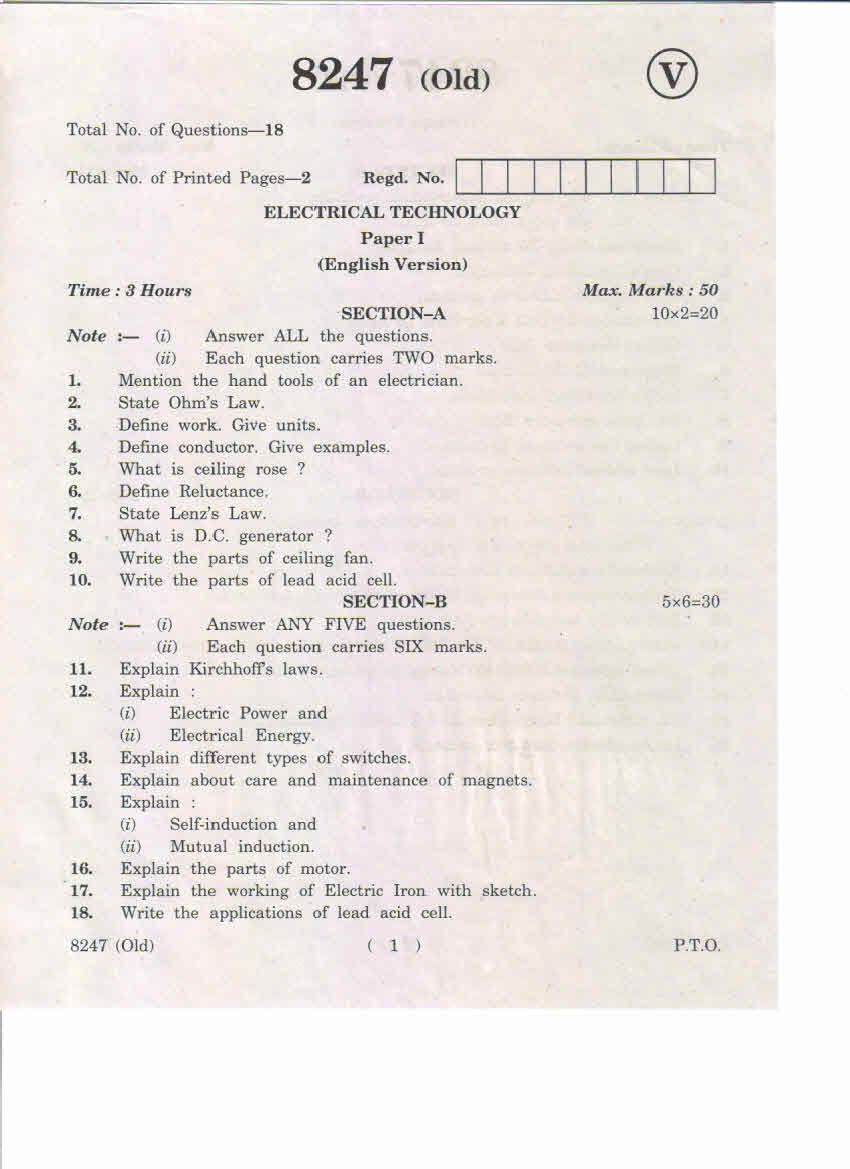 8247 (Old) V
Total No. of Questions—18
Total No. of Printed Pages—2 Regd. No.
ELECTRICAL TECHNOLOGY
Paper I
(English Version)
Time : 3 Hours Max. Marks : 50
SECTION–A 10×2=20
Note :— (i) Answer ALL the questions.
(ii) Each question carries TWO marks.
1. Mention the hand tools of an electrician.
2. State Ohm's Law.
3. Define work. Give units.
4. Define conductor. Give examples.
5. What is ceiling rose ?
6. Define Reluctance.
7. State Lenz's Law.
8. What is D.C. generator ?
9. Write the parts of ceiling fan.
10. Write the parts of lead acid cell.
SECTION–B 5×6=30
Note :— (i) Answer ANY FIVE questions.
(ii) Each question carries SIX marks.
11. Explain Kirchhoff's laws.
12. Explain :
(i) Electric Power and
(ii) Electrical Energy.
13. Explain different types of switches.
14. Explain about care and maintenance of magnets.
15. Explain :
(i) Self-induction and
(ii) Mutual induction.
16. Explain the parts of motor.
17. Explain the working of Electric Iron with sketch.
18. Write the applications of lead acid cell.
8247 (Old) ( 1 ) P.T.O.